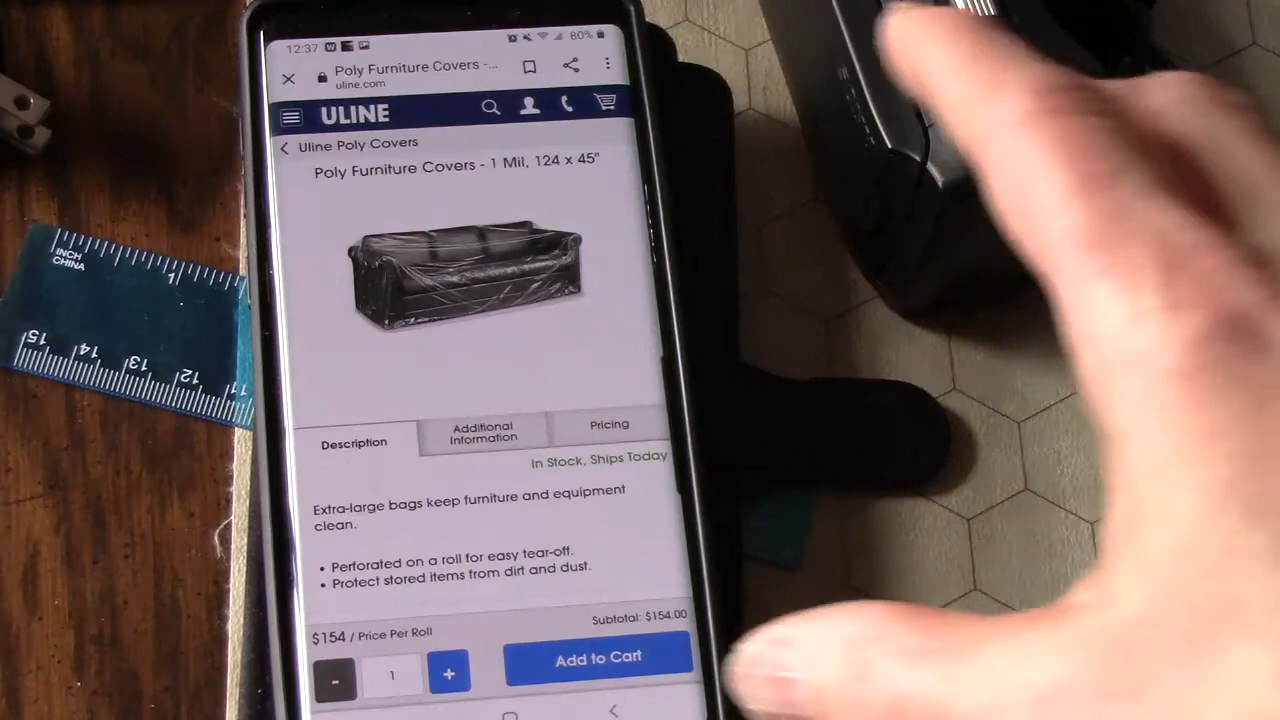 12:37
80%
Poly Furniture Covers -...
uline.com
ULINE
Uline Poly Covers
Poly Furniture Covers - 1 Mil, 124 x 45"
INCH
CHINA
1
15 14 13 12 11
Description
Additional
Information
Pricing
In Stock, Ships Today
Extra-large bags keep furniture and equipment
clean.
• Perforated on a roll for easy tear-off.
• Protect stored items from dirt and dust.
Subtotal: $154.00
$154 / Price Per Roll
- 1 +
Add to Cart